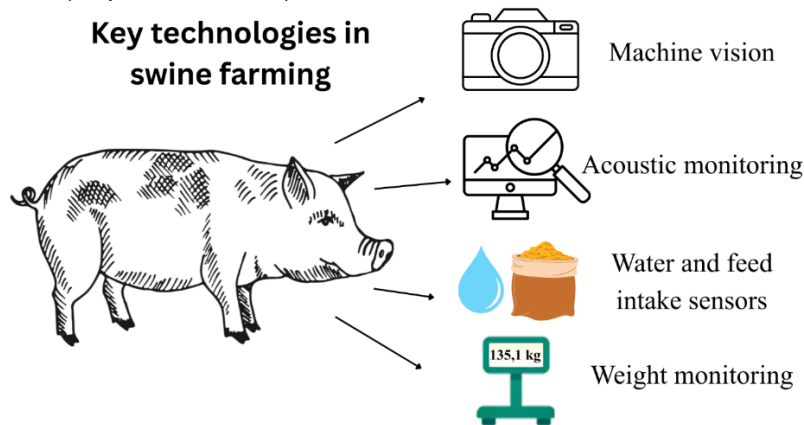 Key technologies in
swine farming
Machine vision
Acoustic monitoring
Water and feed
intake sensors
135,1 kg
Weight monitoring